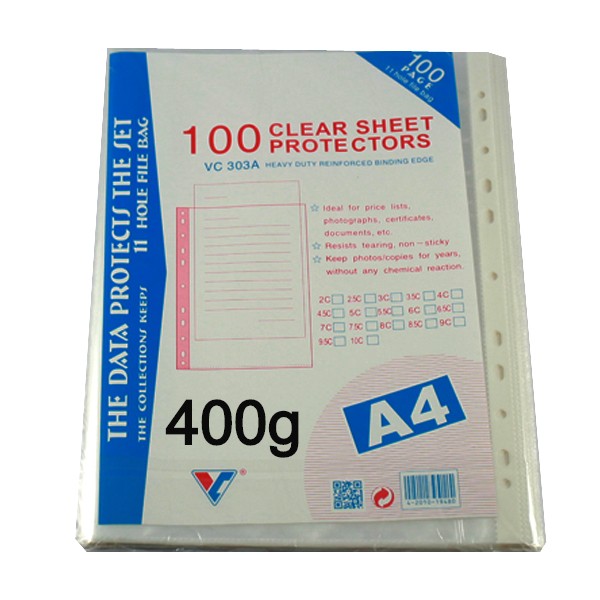 100
PAGE
11 hole file bag
100 CLEAR SHEET
PROTECTORS
VC 303A HEAVY DUTY REINFORCED BINDING EDGE
THE DATA PROTECTS THE SET
THE COLLECTIONS KEEPS 11 HOLE FILE BAG
☆ Ideal for price lists,
photographs, certificates,
documents, etc.
☆ Resists tearing, non-sticky
☆ Keep photos/copies for years,
without any chemical reaction.
2C 2.5C 3C 3.5C 4C
4.5C 5C 5.5C 6C 6.5C
7C 7.5C 8C 8.5C 9C
9.5C 10C
400g
A4